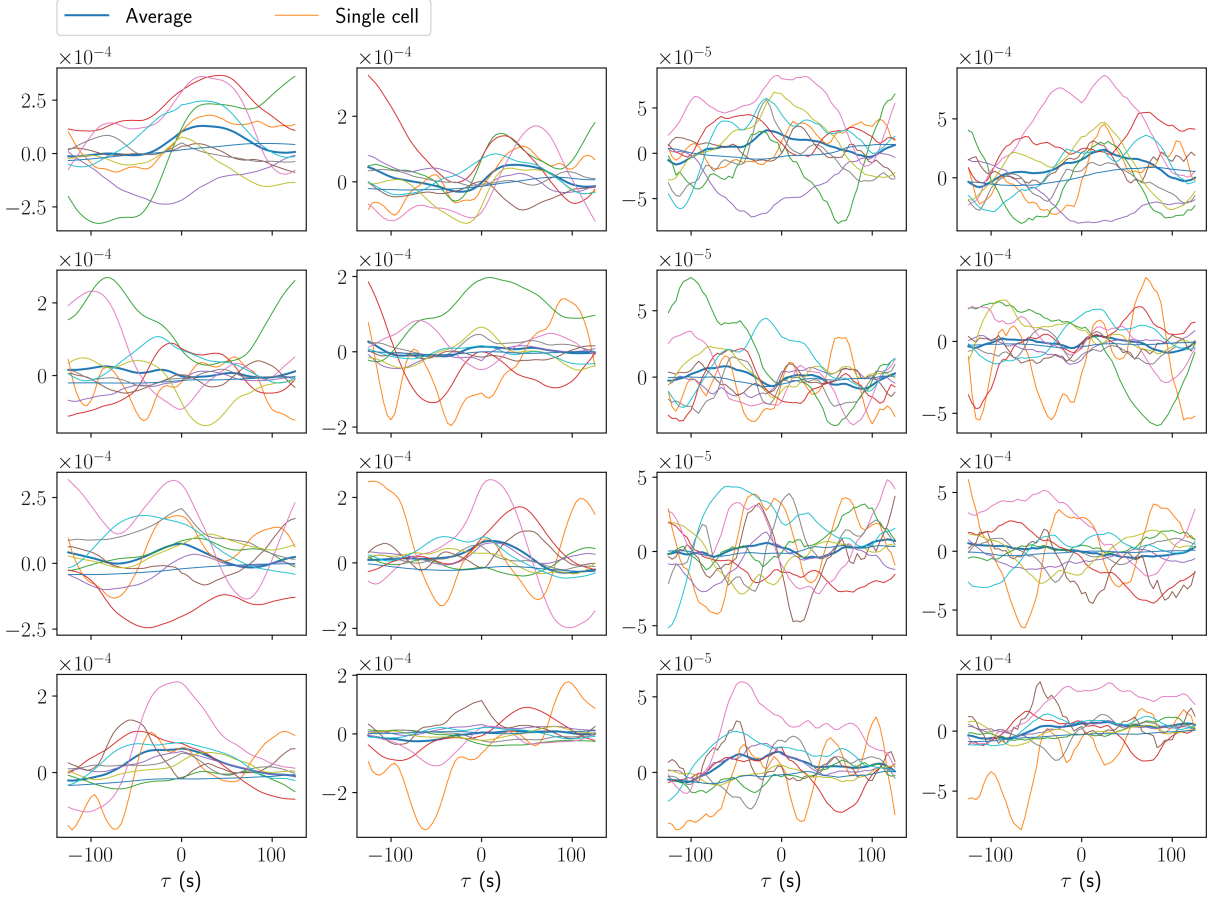 Average Single cell
×10⁻⁴ ×10⁻⁴ ×10⁻⁵ ×10⁻⁴
2.5 2 5 5
0.0 0 0 0
−2.5 −5
×10⁻⁴ ×10⁻⁴ ×10⁻⁵ ×10⁻⁴
2 2 5
0 0 0 0
−2 −5
×10⁻⁴ ×10⁻⁴ ×10⁻⁵ ×10⁻⁴
2.5 2 5 5
0.0 0 0 0
−2.5 −2 −5 −5
×10⁻⁴ ×10⁻⁴ ×10⁻⁵ ×10⁻⁴
2 2 5
0 0 0 0
−2 −5
−100 0 100 −100 0 100 −100 0 100 −100 0 100
τ (s) τ (s) τ (s) τ (s)